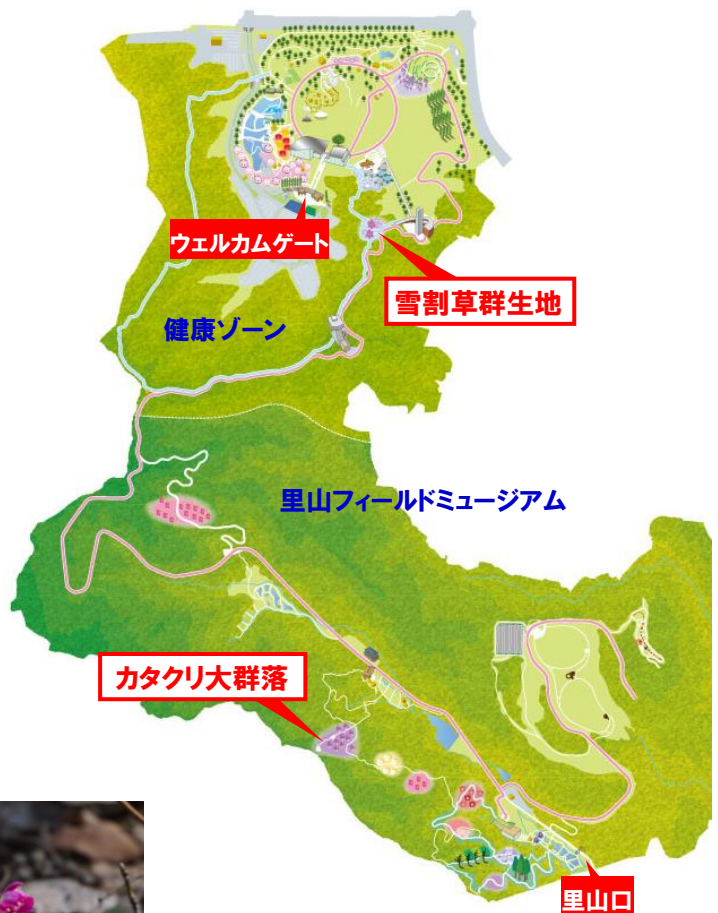 ウェルカムゲート
雪割草群生地
健康ゾーン
里山フィールドミュージアム
カタクリ大群落
里山口